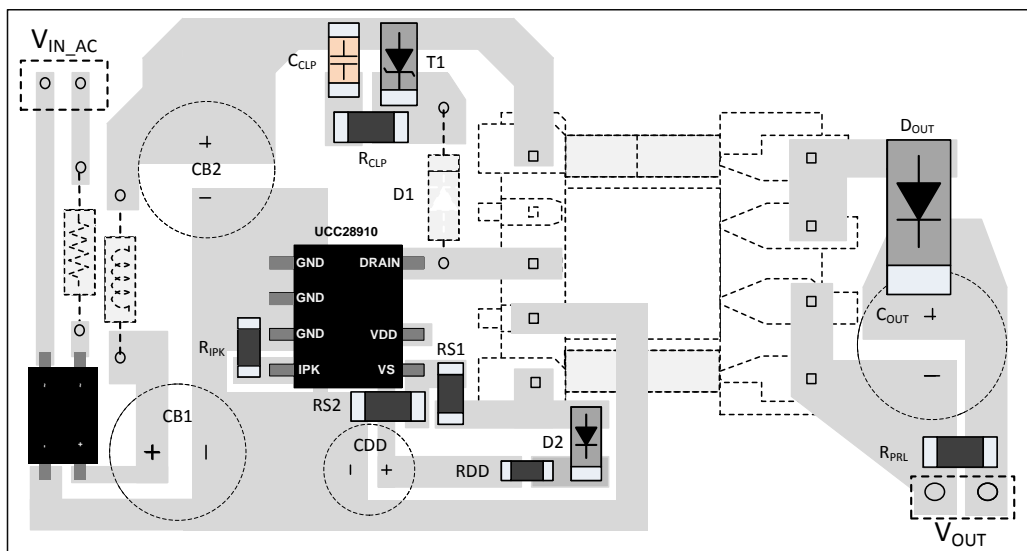 V_IN_AC
C_CLP
T1
R_CLP
CB2
+
−
D1
D_OUT
UCC28910
GND
DRAIN
GND
GND
VDD
IPK
VS
R_IPK
RS1
RS2
C_OUT
+
−
CB1
+
−
CDD
−
+
D2
RDD
R_PRL
V_OUT